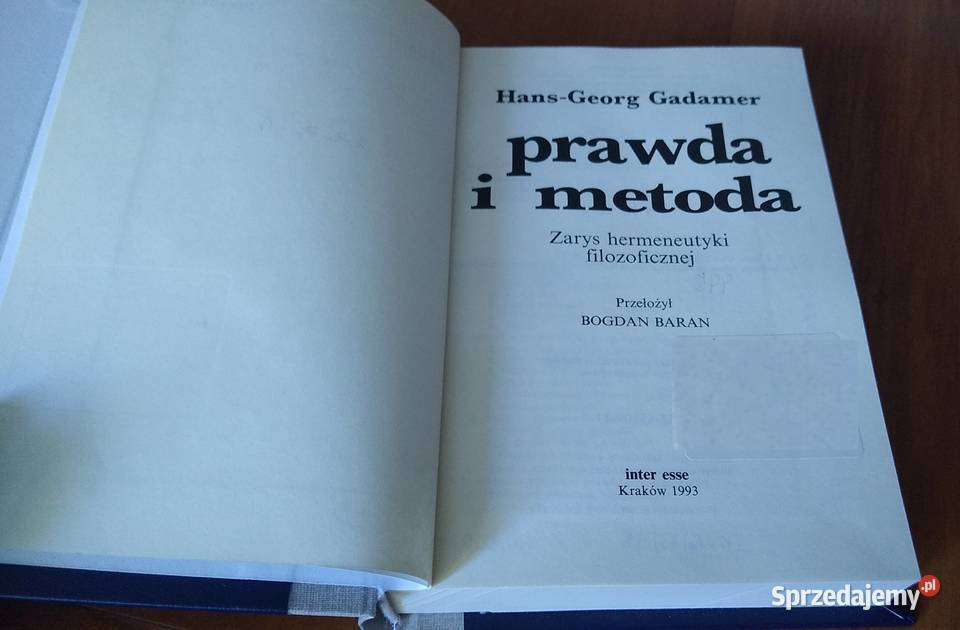 Hans-Georg Gadamer
prawda
i metoda
Zarys hermeneutyki
filozoficznej
Przełożył
BOGDAN BARAN
inter esse
Kraków 1993
Sprzedajemy.pl